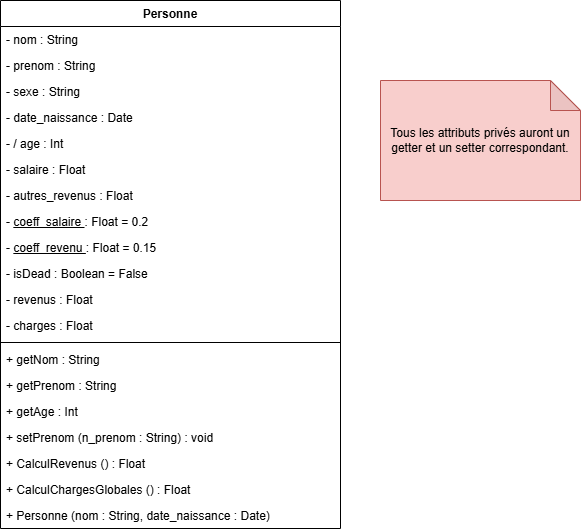 Personne
- nom : String
- prenom : String
- sexe : String
- date_naissance : Date
- / age : Int
- salaire : Float
- autres_revenus : Float
- coeff_salaire : Float = 0.2
- coeff_revenu : Float = 0.15
- isDead : Boolean = False
- revenus : Float
- charges : Float
+ getNom : String
+ getPrenom : String
+ getAge : Int
+ setPrenom (n_prenom : String) : void
+ CalculRevenus () : Float
+ CalculChargesGlobales () : Float
+ Personne (nom : String, date_naissance : Date)
Tous les attributs privés auront un
getter et un setter correspondant.